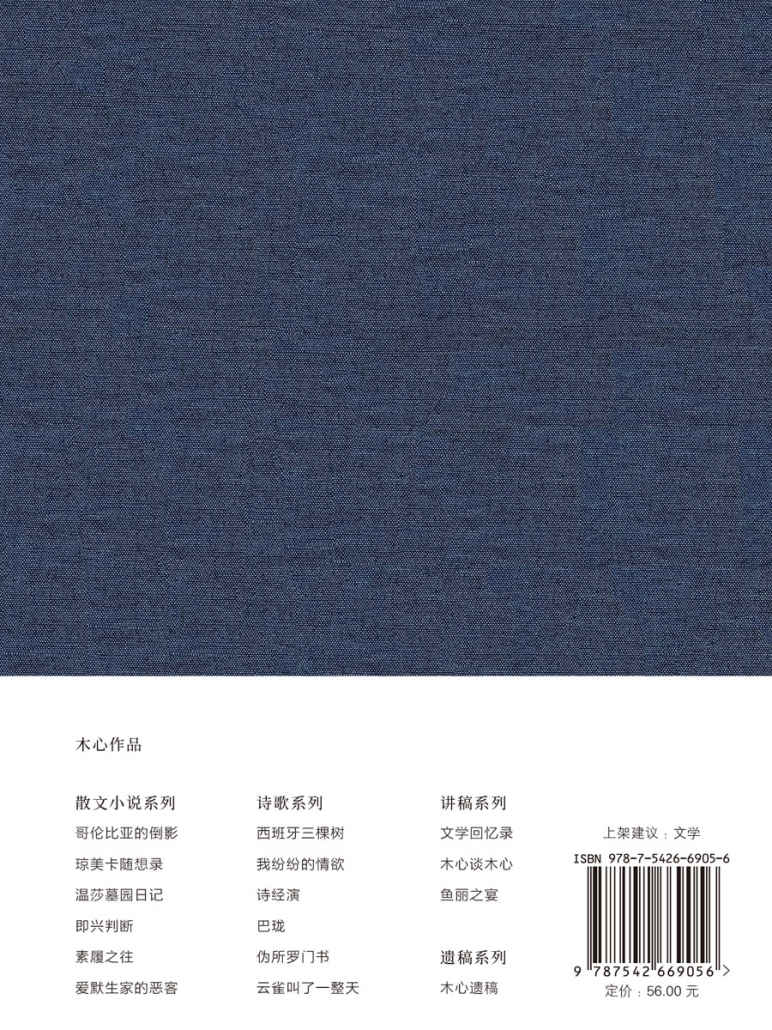 木心作品
散文小说系列
哥伦比亚的倒影
琼美卡随想录
温莎墓园日记
即兴判断
素履之往
爱默生家的恶客
诗歌系列
西班牙三棵树
我纷纷的情欲
诗经演
巴珑
伪所罗门书
云雀叫了一整天
讲稿系列
文学回忆录
木心谈木心
鱼丽之宴
遗稿系列
木心遗稿
上架建议：文学
ISBN 978-7-5426-6905-6
9 787542 669056 >
定价：56.00 元